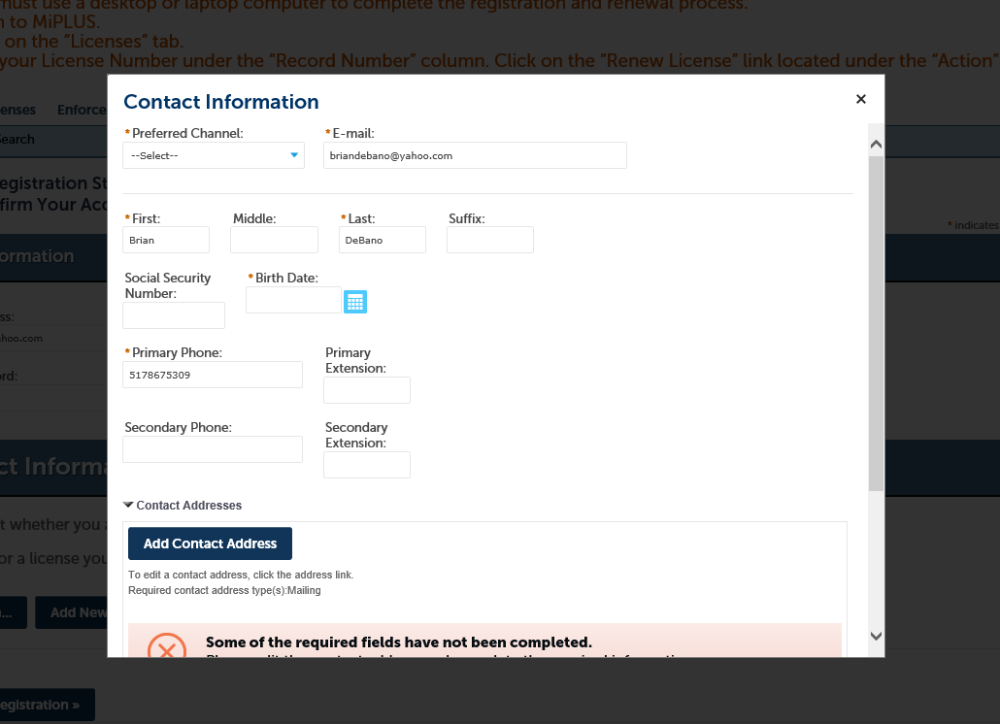 must use a desktop or laptop computer to complete the registration and renewal process.
n to MiPLUS.
on the “Licenses” tab.
your License Number under the “Record Number” column. Click on the “Renew License” link located under the “Action”
Contact Information
×
enses Enforce
Search
* Preferred Channel: * E-mail:
--Select-- briandebano@yahoo.com
egistration St
firm Your Acc
* First: Middle: * Last: Suffix:
* indicates
Brian DeBano
ormation
Social Security
Number:
* Birth Date:
ss:
hoo.com
* Primary Phone: Primary
Extension:
ord:
5178675309
Secondary Phone: Secondary
Extension:
ct Informa
Contact Addresses
t whether you a
Add Contact Address
or a license you
To edit a contact address, click the address link.
Required contact address type(s):Mailing
... Add New
Some of the required fields have not been completed.
egistration »